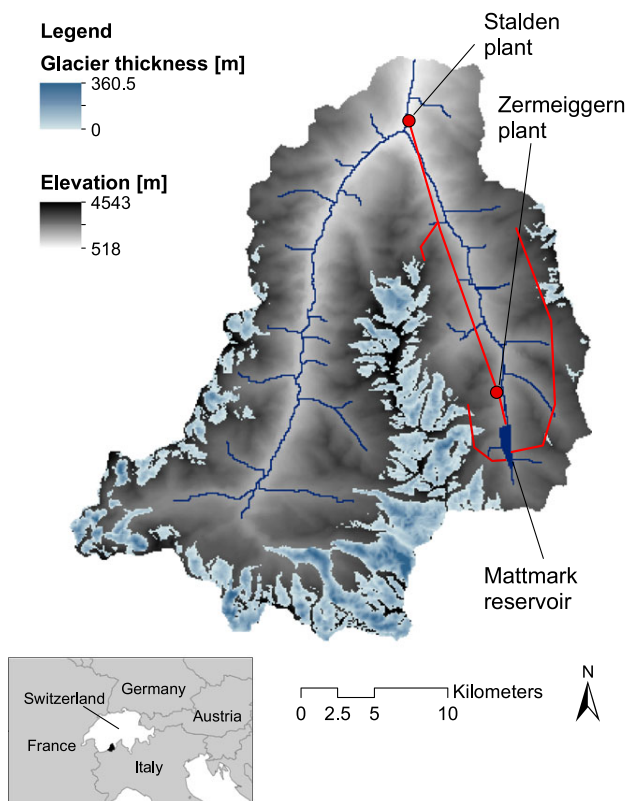 Legend
Glacier thickness [m]
360.5
0
Elevation [m]
4543
518
Stalden
plant
Zermeiggern
plant
Mattmark
reservoir
Switzerland
Germany
Austria
France
Italy
Kilometers
0 2.5 5 10
N